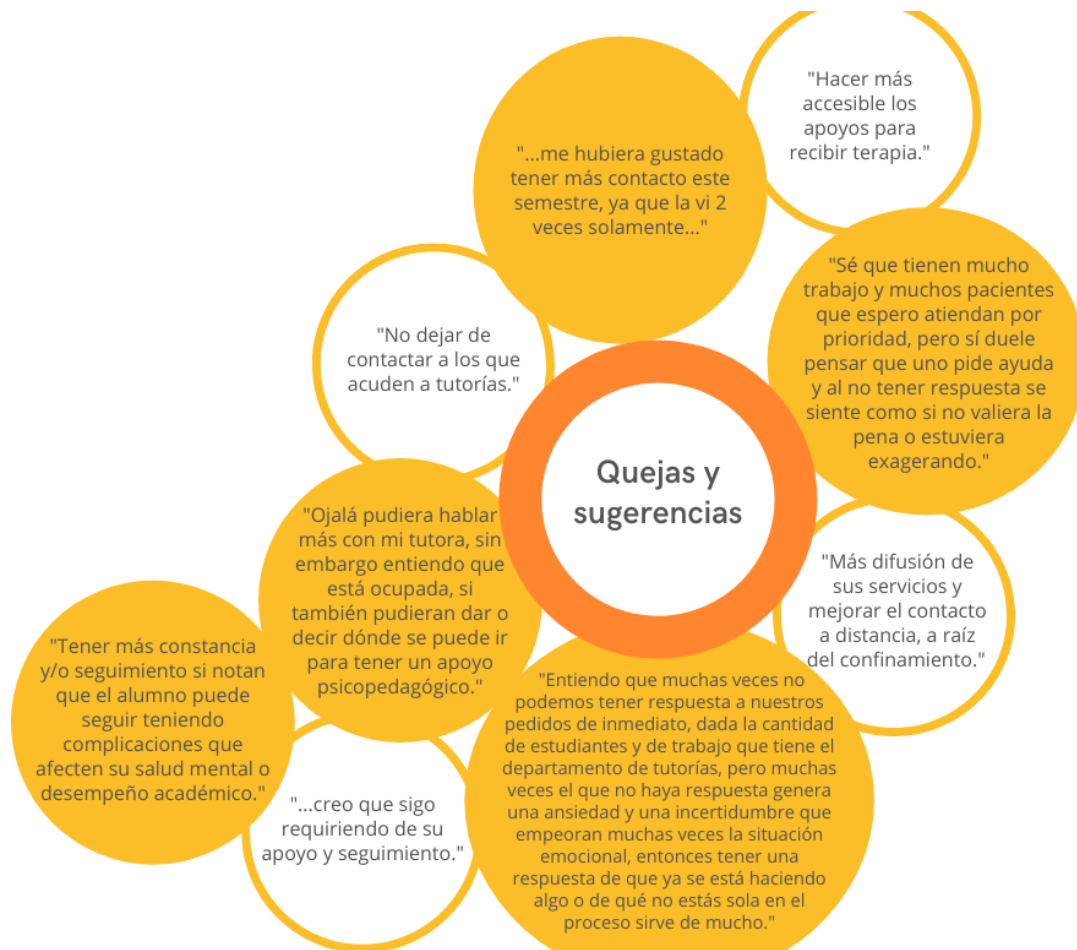 "Hacer más
accesible los
apoyos para
recibir terapia."
"...me hubiera gustado
tener más contacto este
semestre, ya que la vi 2
veces solamente..."
"Sé que tienen mucho
trabajo y muchos pacientes
que espero atiendan por
prioridad, pero sí duele
pensar que uno pide ayuda
y al no tener respuesta se
siente como si no valiera la
pena o estuviera
exagerando."
"No dejar de
contactar a los que
acuden a tutorías."
Quejas y
sugerencias
"Ojalá pudiera hablar
más con mi tutora, sin
embargo entiendo que
está ocupada, si
también pudieran dar o
decir dónde se puede ir
para tener un apoyo
psicopedagógico."
"Más difusión de
sus servicios y
mejorar el contacto
a distancia, a raíz
del confinamiento."
"Tener más constancia
y/o seguimiento si notan
que el alumno puede
seguir teniendo
complicaciones que
afecten su salud mental o
desempeño académico."
"Entiendo que muchas veces no
podemos tener respuesta a nuestros
pedidos de inmediato, dada la cantidad
de estudiantes y de trabajo que tiene el
departamento de tutorías, pero muchas
veces el que no haya respuesta genera
una ansiedad y una incertidumbre que
empeoran muchas veces la situación
emocional, entonces tener una
respuesta de que ya se está haciendo
algo o de qué no estás sola en el
proceso sirve de mucho."
"...creo que sigo
requiriendo de su
apoyo y seguimiento."